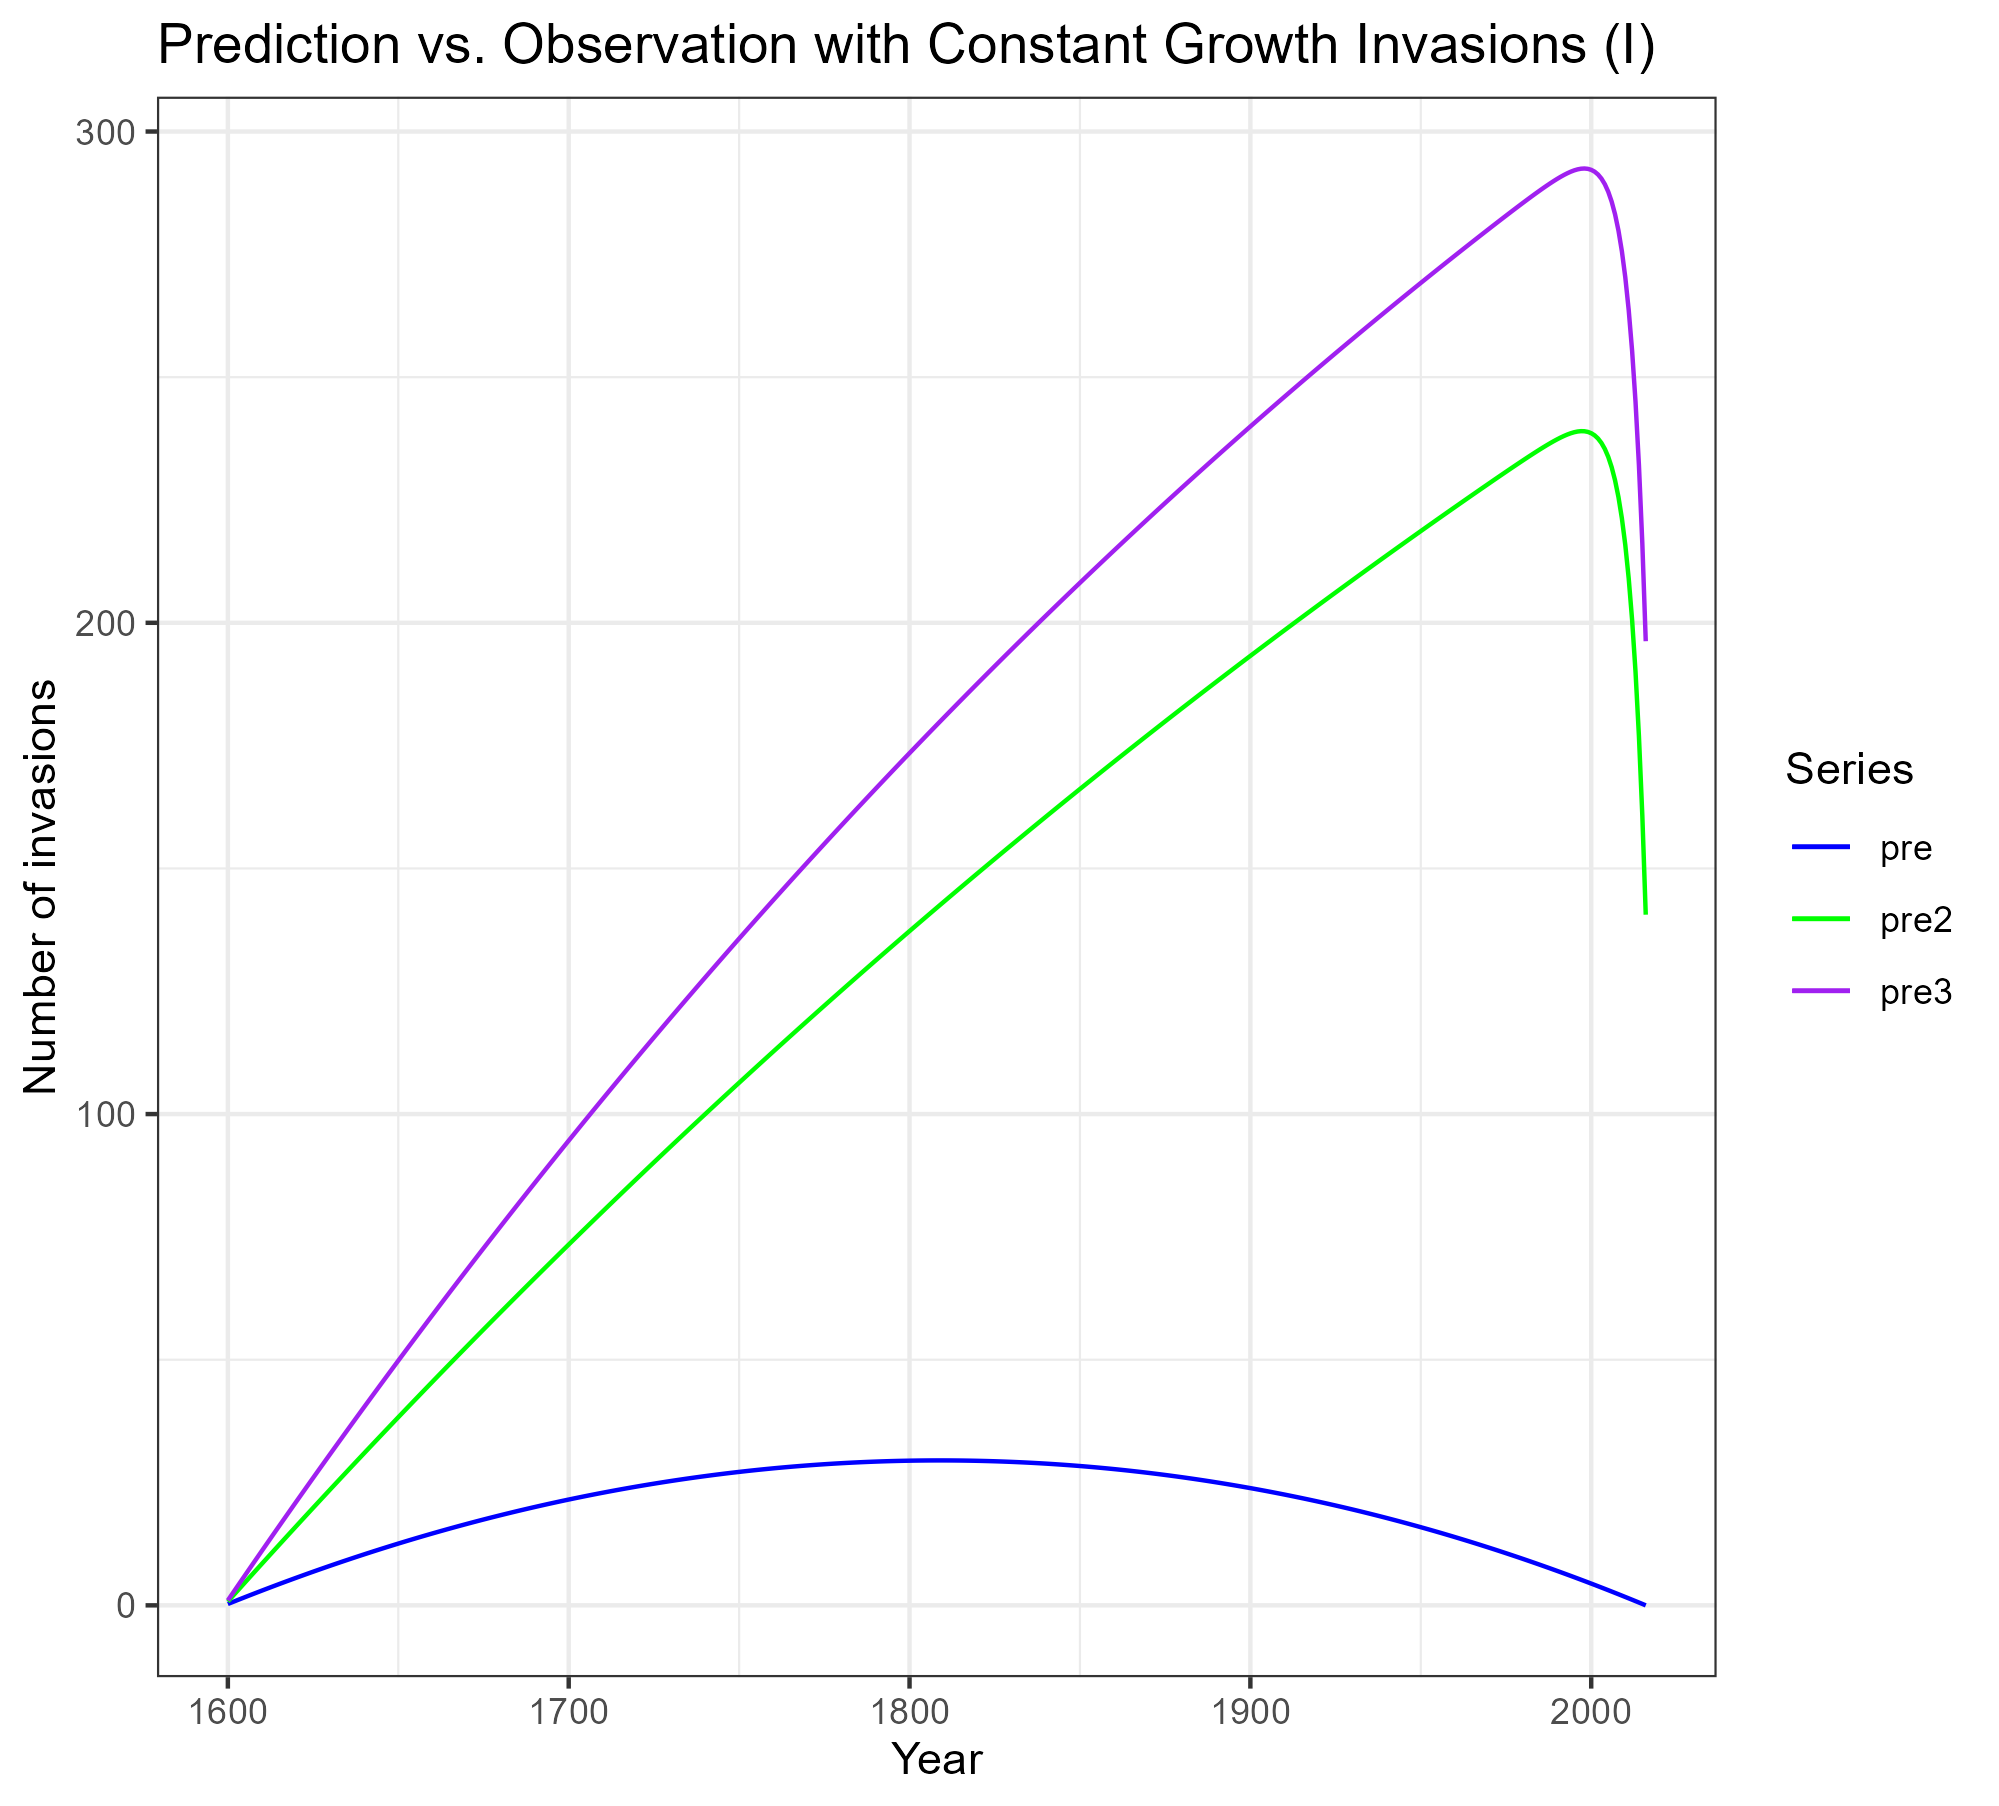 Prediction vs. Observation with Constant Growth Invasions (I)
Number of invasions
300
200
100
0
1600 1700 1800 1900 2000
Year
Series
pre
pre2
pre3